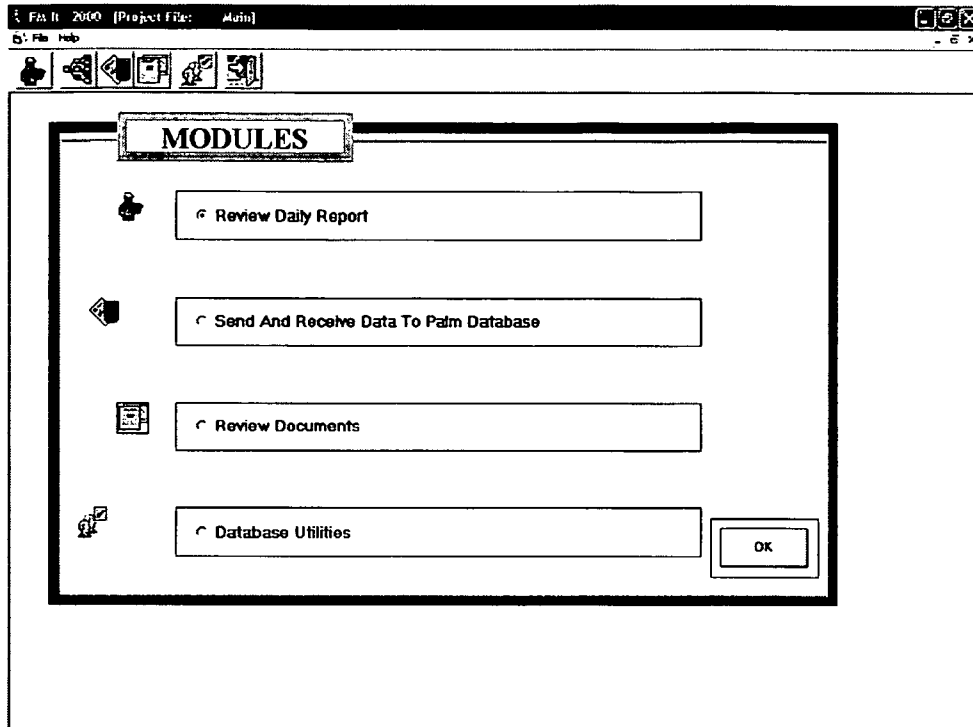 2000 [Project File: Main]
File Help
MODULES
Review Daily Report
Send And Receive Data To Palm Database
Review Documents
Database Utilities
OK